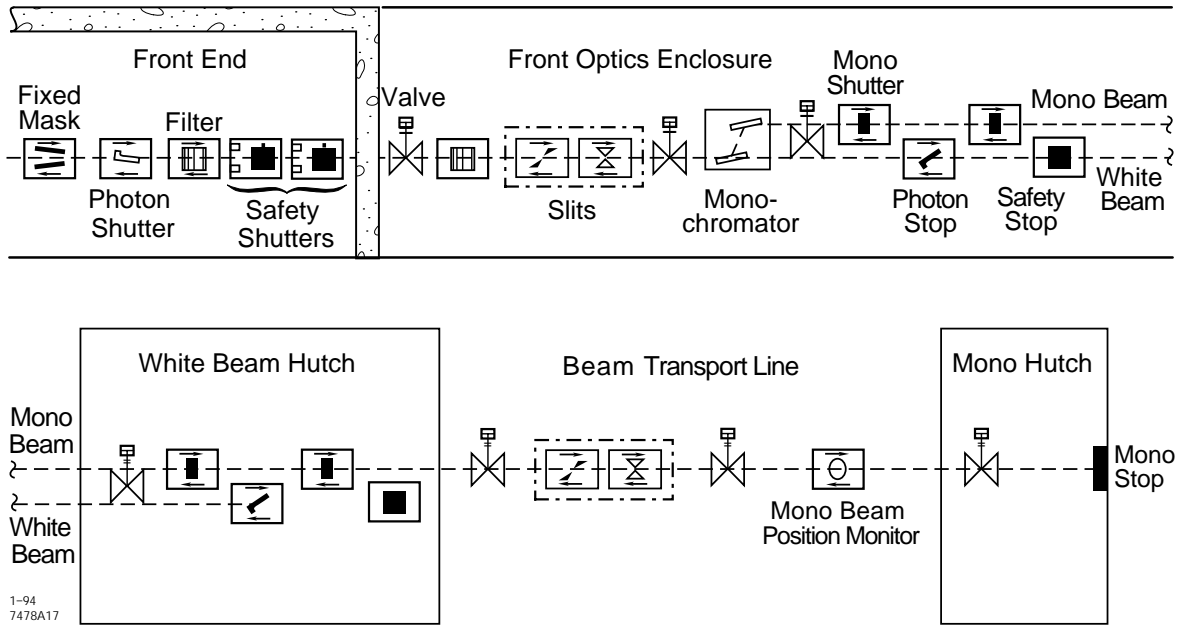 Front End
Front Optics Enclosure
Mono
Shutter
Fixed
Mask
Filter
Valve
Mono Beam
Photon
Shutter
Safety
Shutters
Slits
Mono-
chromator
Photon
Stop
Safety
Stop
White
Beam
White Beam Hutch
Beam Transport Line
Mono Hutch
Mono
Beam
White
Beam
Mono Beam
Position Monitor
Mono
Stop
1–94
7478A17